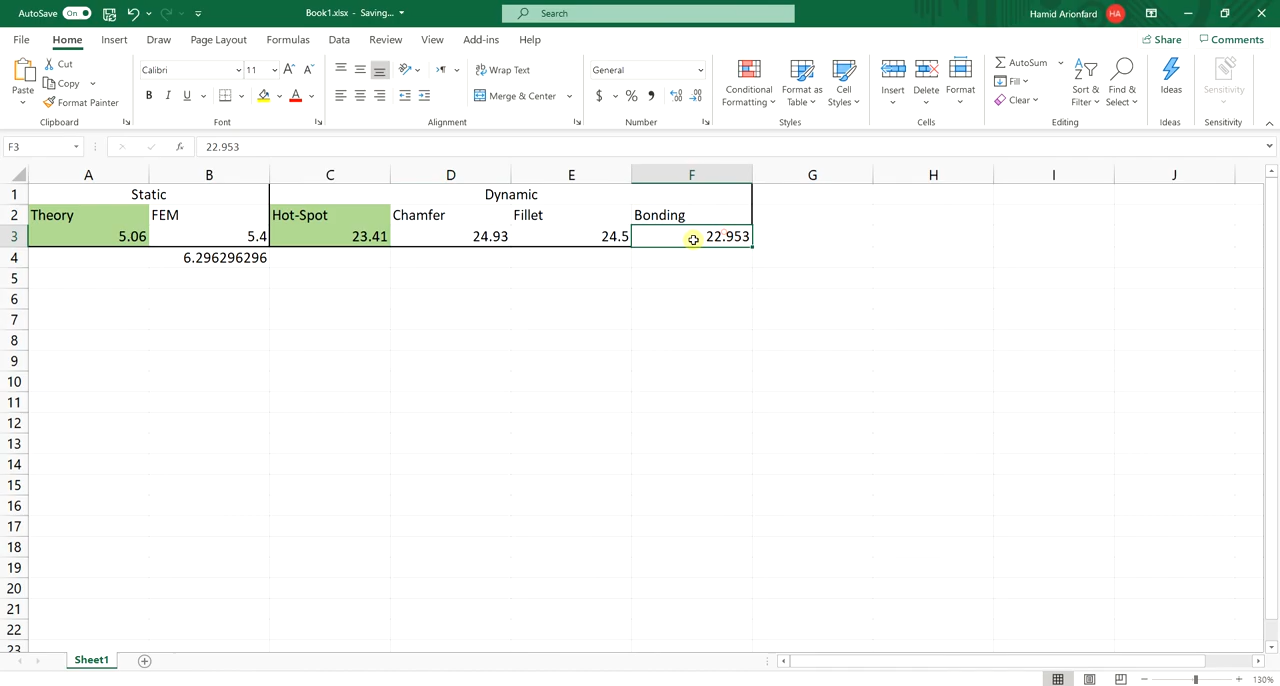 AutoSave On Book1.xlsx - Saving... Search Hamid Arionfard HA
File Home Insert Draw Page Layout Formulas Data Review View Add-ins Help Share Comments
Paste Cut Copy Format Painter
Clipboard
Calibri 11
B I U
Font
Wrap Text
Merge & Center
Alignment
General
$ % 9
Number
Conditional Formatting Format as Table Cell Styles
Styles
Insert Delete Format
Cells
AutoSum
Fill
Clear
Sort & Filter Find & Select
Editing
Ideas
Ideas
Sensitivity
Sensitivity
F3 fx 22.953
A B C D E F G H I J
1 Static Dynamic
2 Theory FEM Hot-Spot Chamfer Fillet Bonding
3 5.06 5.4 23.41 24.93 24.5 22.953
4 6.296296296
5
6
7
8
9
10
11
12
13
14
15
16
17
18
19
20
21
22
23
Sheet1
130%